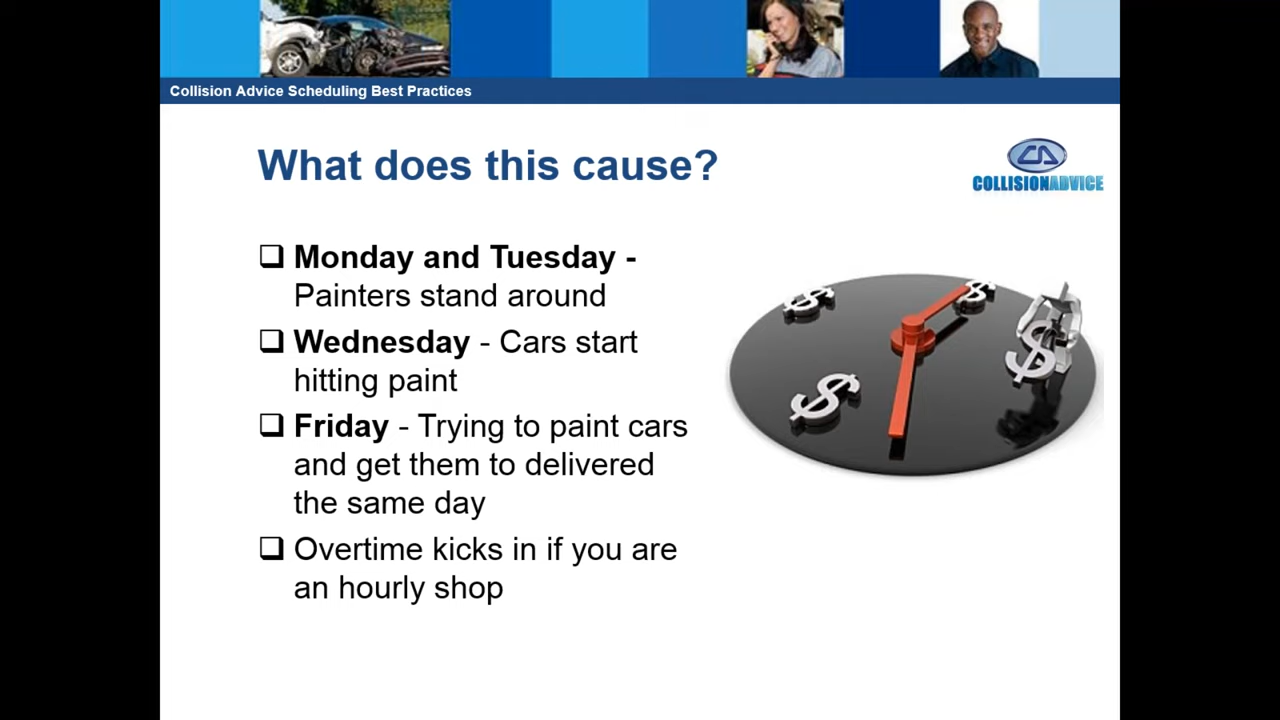 Collision Advice Scheduling Best Practices
What does this cause?
COLLISIONADVICE
❑ Monday and Tuesday -
Painters stand around
❑ Wednesday - Cars start
hitting paint
❑ Friday - Trying to paint cars
and get them to delivered
the same day
❑ Overtime kicks in if you are
an hourly shop
$
$
$
$